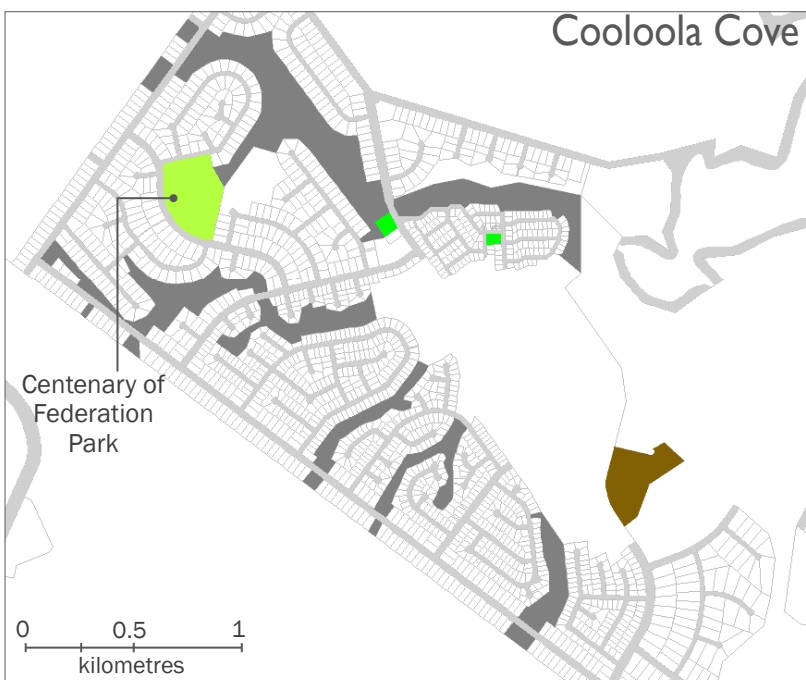 Cooloola Cove
Centenary of
Federation
Park
0 0.5 1
kilometres